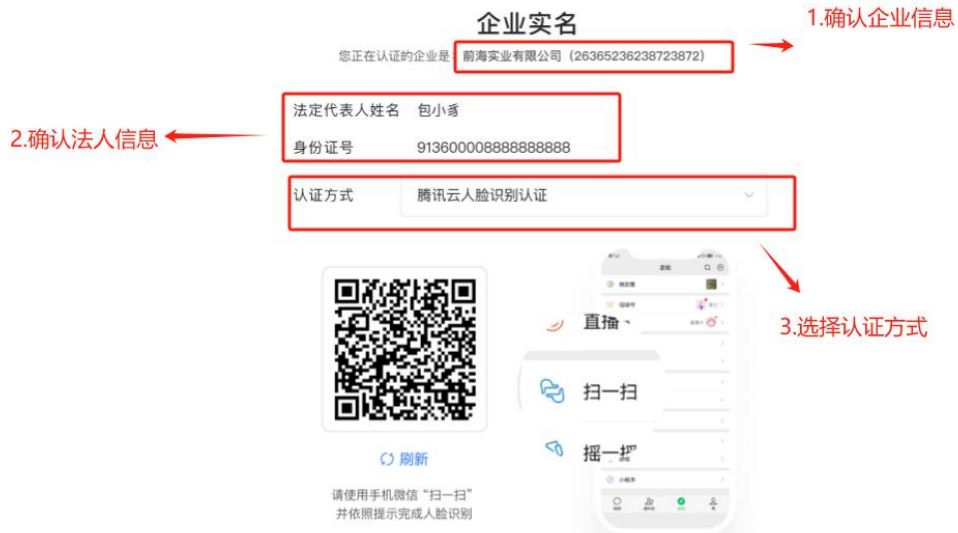 企业实名
1.确认企业信息
您正在认证的企业是：前海实业有限公司（26365236238723872）
法定代表人姓名 包小豸
2.确认法人信息
身份证号 913600008888888888
认证方式 腾讯云人脸识别认证
直播
扫一扫
3.选择认证方式
摇一
刷新
请使用手机微信“扫一扫”
并依照提示完成人脸识别
小程序